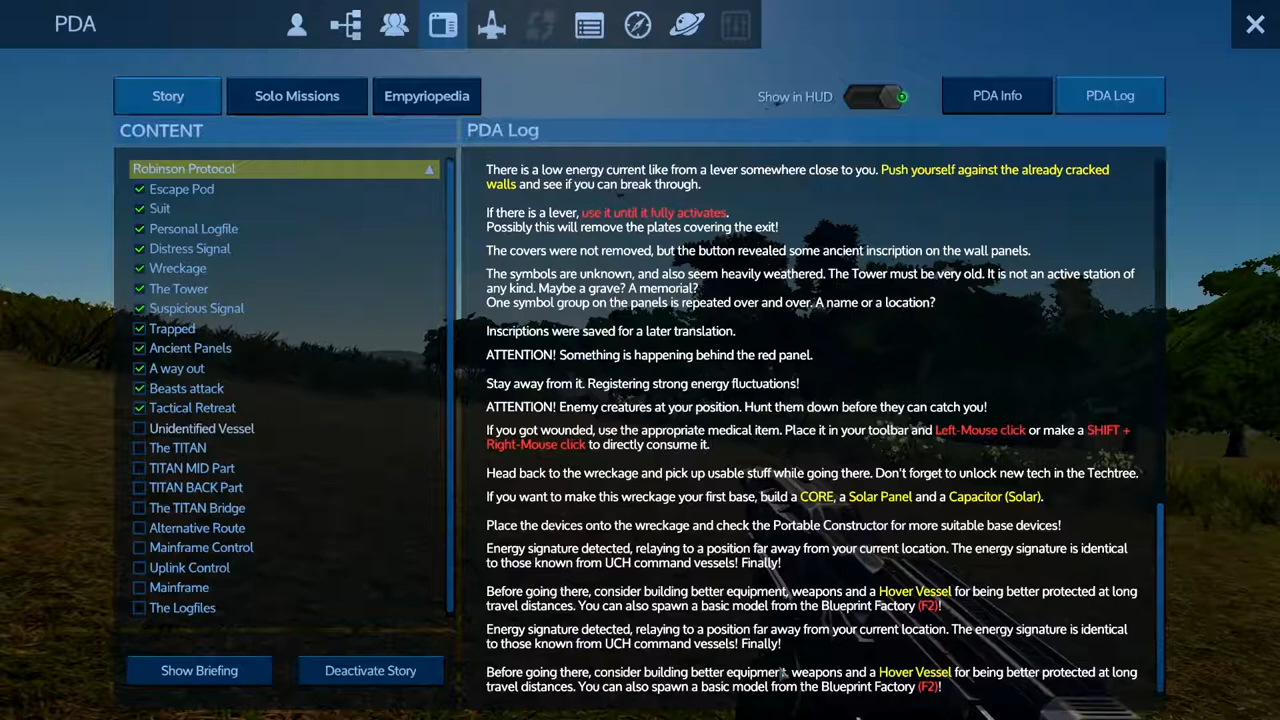 PDA
Story
Solo Missions
Empyriopedia
Show in HUD
PDA Info
PDA Log
CONTENT
Robinson Protocol
Escape Pod
Suit
Personal Logfile
Distress Signal
Wreckage
The Tower
Suspicious Signal
Trapped
Ancient Panels
A way out
Beasts attack
Tactical Retreat
Unidentified Vessel
The TITAN
TITAN MID Part
TITAN BACK Part
The TITAN Bridge
Alternative Route
Mainframe Control
Uplink Control
Mainframe
The Logfiles
Show Briefing
Deactivate Story
PDA Log
There is a low energy current like from a lever somewhere close to you. Push yourself against the already cracked
walls and see if you can break through.
If there is a lever, use it until it fully activates.
Possibly this will remove the plates covering the exit!
The covers were not removed, but the button revealed some ancient inscription on the wall panels.
The symbols are unknown, and also seem heavily weathered. The Tower must be very old. It is not an active station of
any kind. Maybe a grave? A memorial?
One symbol group on the panels is repeated over and over. A name or a location?
Inscriptions were saved for a later translation.
ATTENTION! Something is happening behind the red panel.
Stay away from it. Registering strong energy fluctuations!
ATTENTION! Enemy creatures at your position. Hunt them down before they can catch you!
If you got wounded, use the appropriate medical item. Place it in your toolbar and Left-Mouse click or make a SHIFT +
Right-Mouse click to directly consume it.
Head back to the wreckage and pick up usable stuff while going there. Don't forget to unlock new tech in the Techtree.
If you want to make this wreckage your first base, build a CORE, a Solar Panel and a Capacitor (Solar).
Place the devices onto the wreckage and check the Portable Constructor for more suitable base devices!
Energy signature detected, relaying to a position far away from your current location. The energy signature is identical
to those known from UCH command vessels! Finally!
Before going there, consider building better equipment, weapons and a Hover Vessel for being better protected at long
travel distances. You can also spawn a basic model from the Blueprint Factory (F2)!
Energy signature detected, relaying to a position far away from your current location. The energy signature is identical
to those known from UCH command vessels! Finally!
Before going there, consider building better equipment, weapons and a Hover Vessel for being better protected at long
travel distances. You can also spawn a basic model from the Blueprint Factory (F2)!